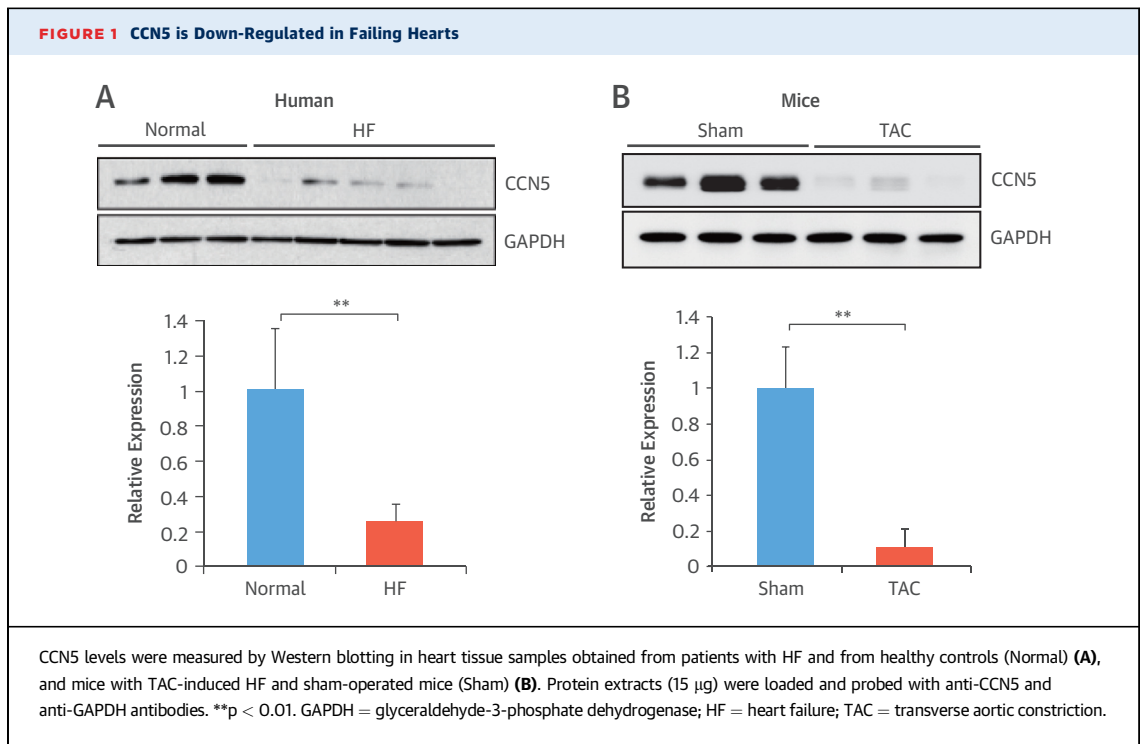 FIGURE 1 CCN5 is Down-Regulated in Failing Hearts
A
Human
Normal
HF
CCN5
GAPDH
**
1.4
1.2
1
0.8
0.6
0.4
0.2
0
Relative Expression
Normal
HF
B
Mice
Sham
TAC
CCN5
GAPDH
**
1.4
1.2
1
0.8
0.6
0.4
0.2
0
Relative Expression
Sham
TAC
CCN5 levels were measured by Western blotting in heart tissue samples obtained from patients with HF and from healthy controls (Normal) (A),
and mice with TAC-induced HF and sham-operated mice (Sham) (B). Protein extracts (15 μg) were loaded and probed with anti-CCN5 and
anti-GAPDH antibodies. **p < 0.01. GAPDH = glyceraldehyde-3-phosphate dehydrogenase; HF = heart failure; TAC = transverse aortic constriction.